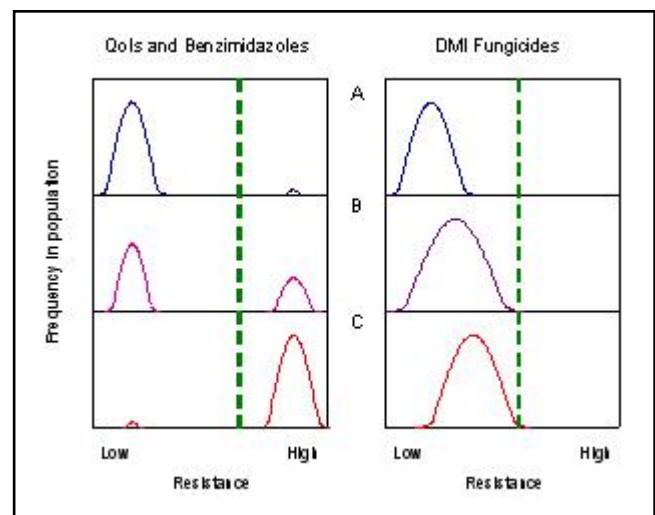 QoIs and Benzimidazoles
DMI Fungicides
A
B
C
Frequency in population
Low
High
Low
High
Resistance
Resistance